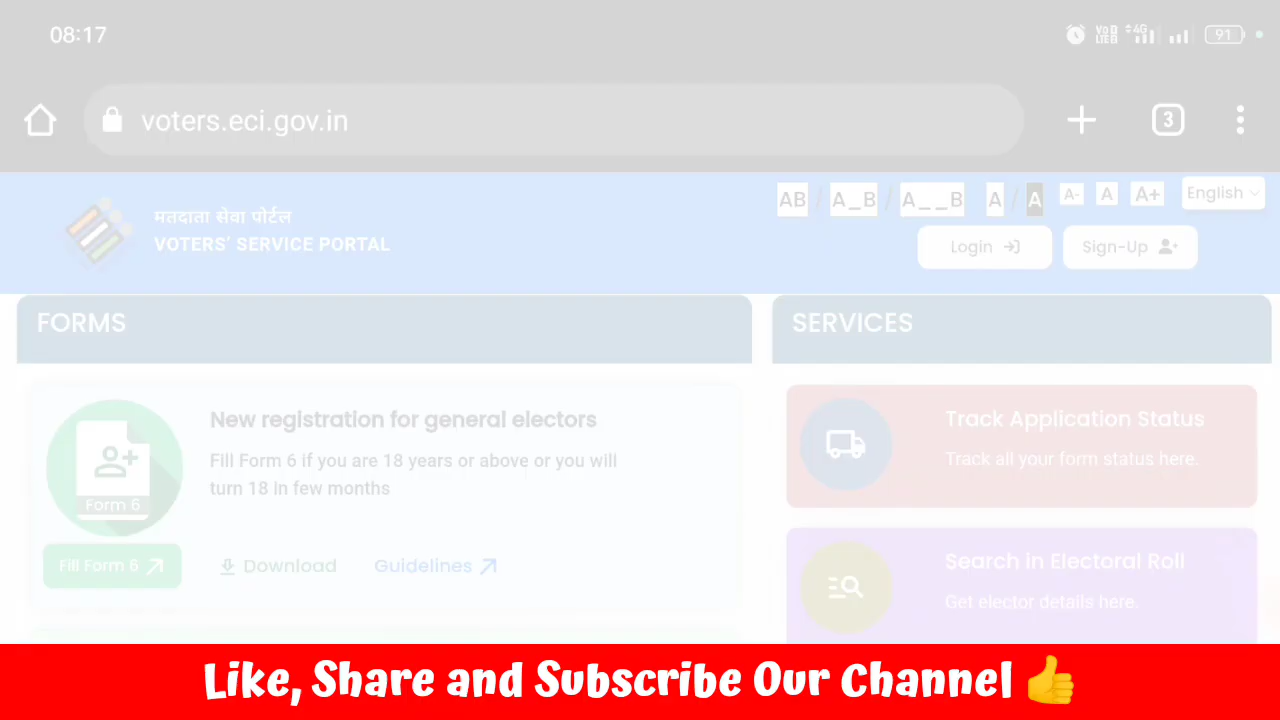 08:17
4G
91
voters.eci.gov.in
3
AB / A_B / A__B A / A A- A A+ English
मतदाता सेवा पोर्टल
VOTERS' SERVICE PORTAL
Login
Sign-Up
FORMS
SERVICES
New registration for general electors
Fill Form 6 if you are 18 years or above or you will
turn 18 in few months
Form 6
Fill Form 6
Download
Guidelines
Track Application Status
Track all your form status here.
Search in Electoral Roll
Get elector details here.
Like, Share and Subscribe Our Channel 👍